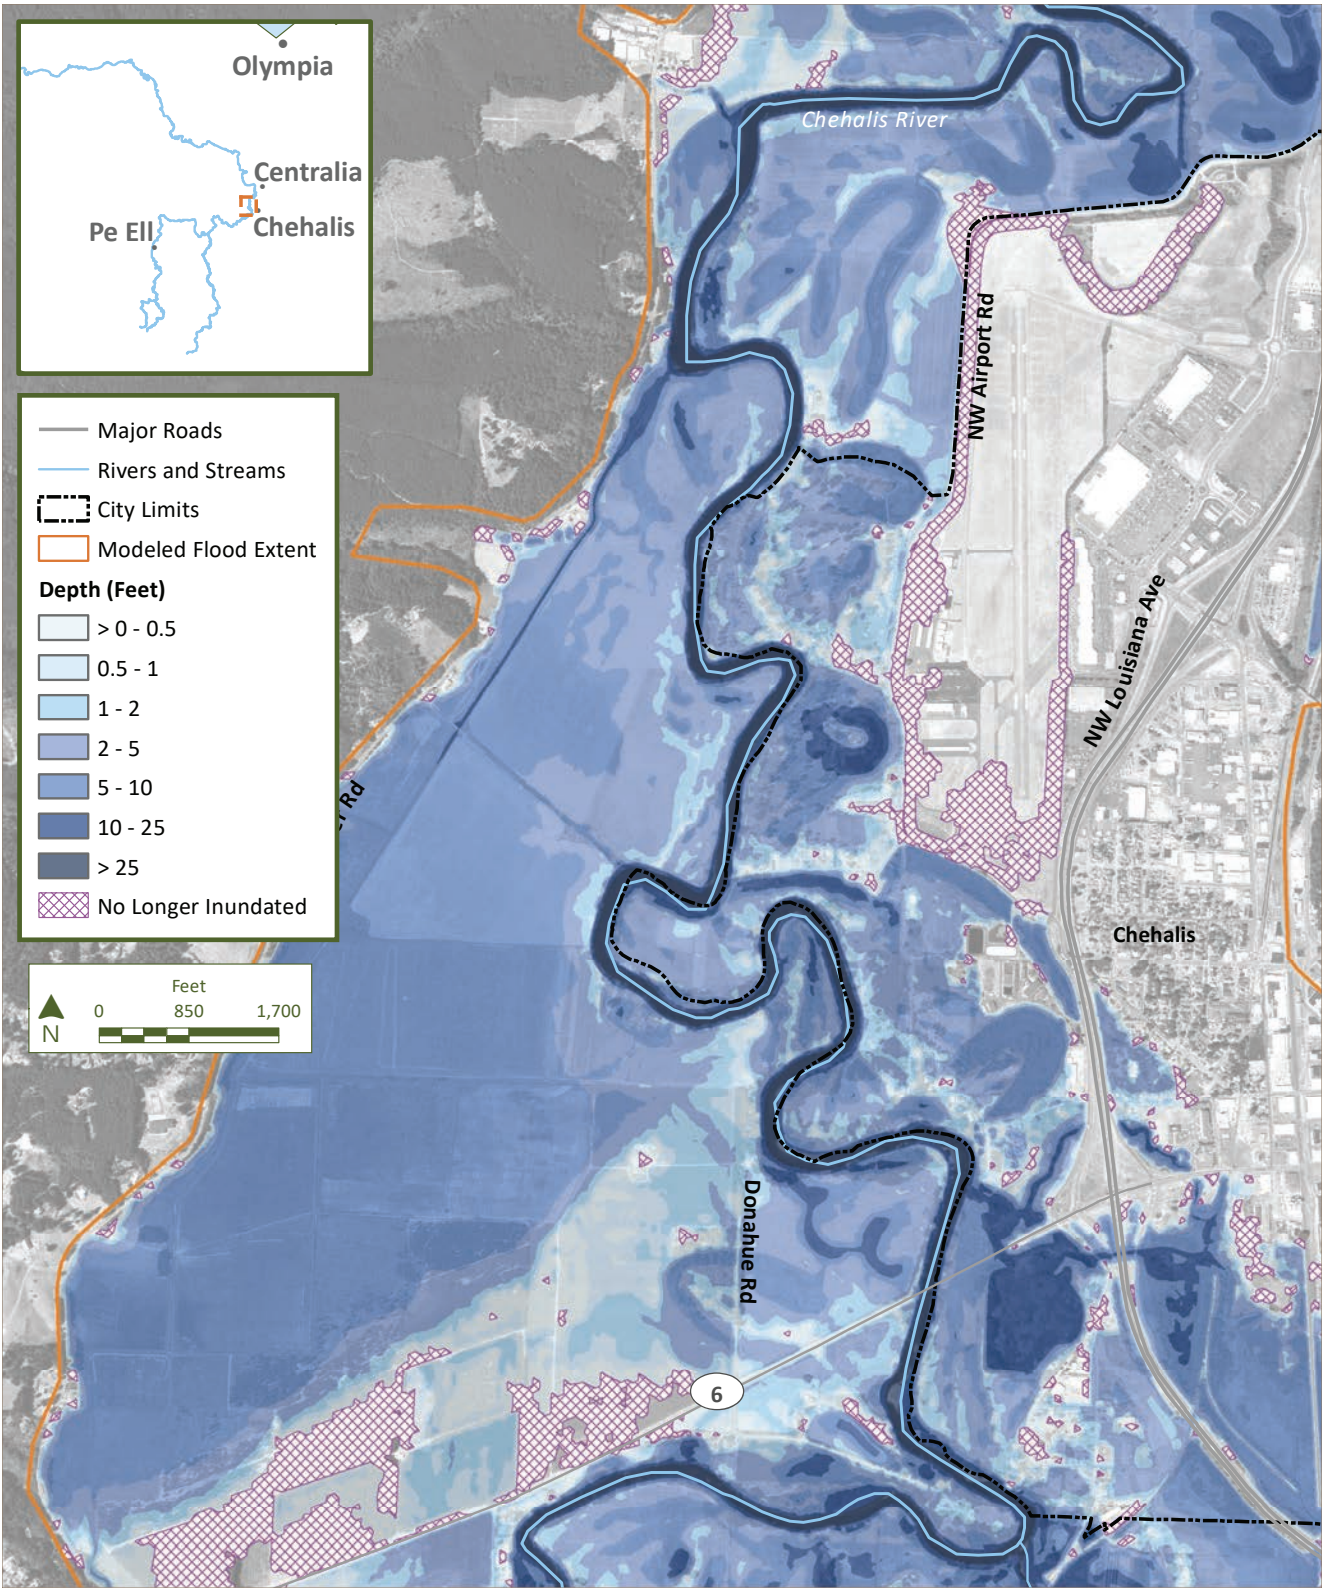 Olympia
Centralia
Chehalis
Pe Ell
Chehalis River
NW Airport Rd
NW Louisiana Ave
Major Roads
Rivers and Streams
City Limits
Modeled Flood Extent
Depth (Feet)
> 0 - 0.5
0.5 - 1
1 - 2
2 - 5
5 - 10
10 - 25
> 25
No Longer Inundated
Rd
Chehalis
Feet
0 850 1,700
N
Donahue Rd
6